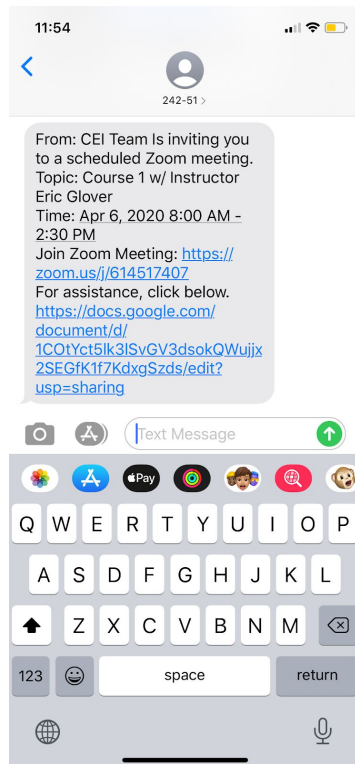 11:54
242-51 >
From: CEI Team Is inviting you
to a scheduled Zoom meeting.
Topic: Course 1 w/ Instructor
Eric Glover
Time: Apr 6, 2020 8:00 AM -
2:30 PM
Join Zoom Meeting: https://
zoom.us/j/614517407
For assistance, click below.
https://docs.google.com/
document/d/
1COtYct5lk3lSvGV3dsokQWujjx
2SEGfK1f7KdxgSzds/edit?
usp=sharing
Text Message
Pay
Q W E R T Y U I O P
A S D F G H J K L
Z X C V B N M
123 space return